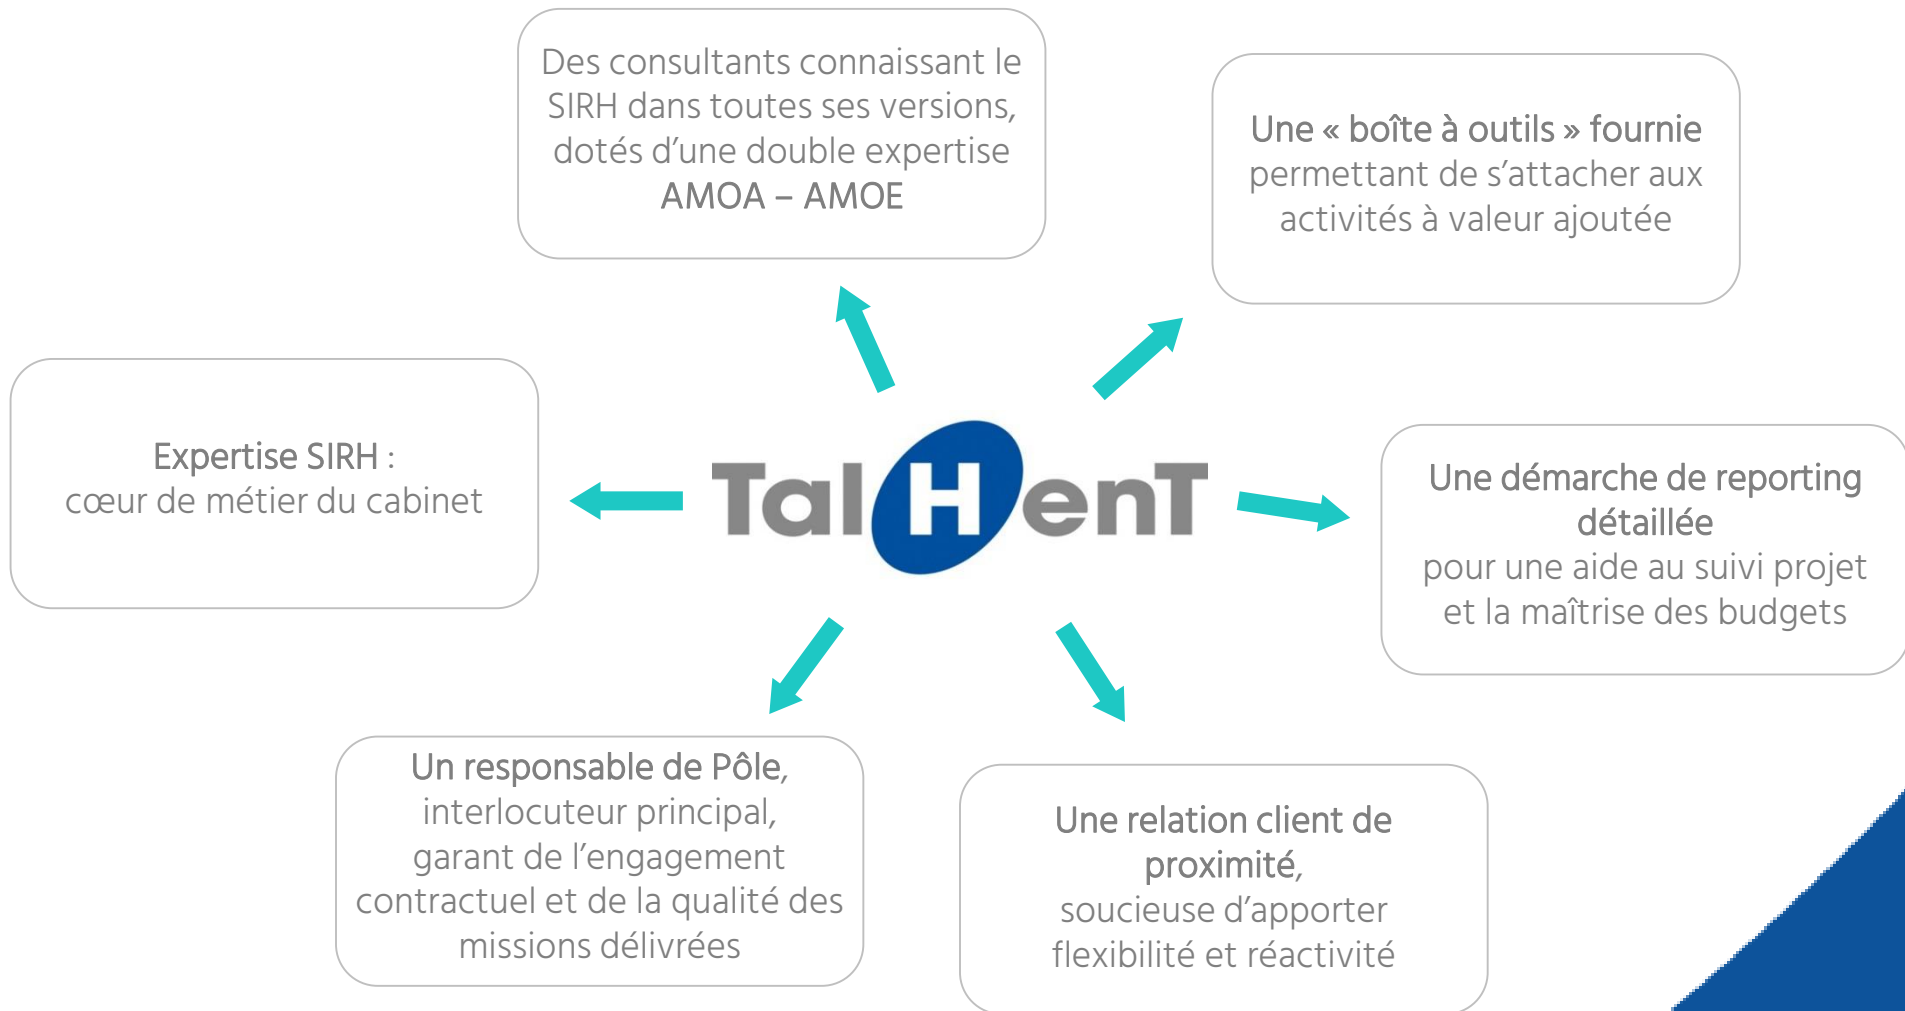 Des consultants connaissant le
SIRH dans toutes ses versions,
dotés d’une double expertise
AMOA – AMOE
Une « boîte à outils » fournie
permettant de s’attacher aux
activités à valeur ajoutée
Expertise SIRH :
cœur de métier du cabinet
TalHenT
Une démarche de reporting
détaillée
pour une aide au suivi projet
et la maîtrise des budgets
Un responsable de Pôle,
interlocuteur principal,
garant de l’engagement
contractuel et de la qualité des
missions délivrées
Une relation client de
proximité,
soucieuse d’apporter
flexibilité et réactivité